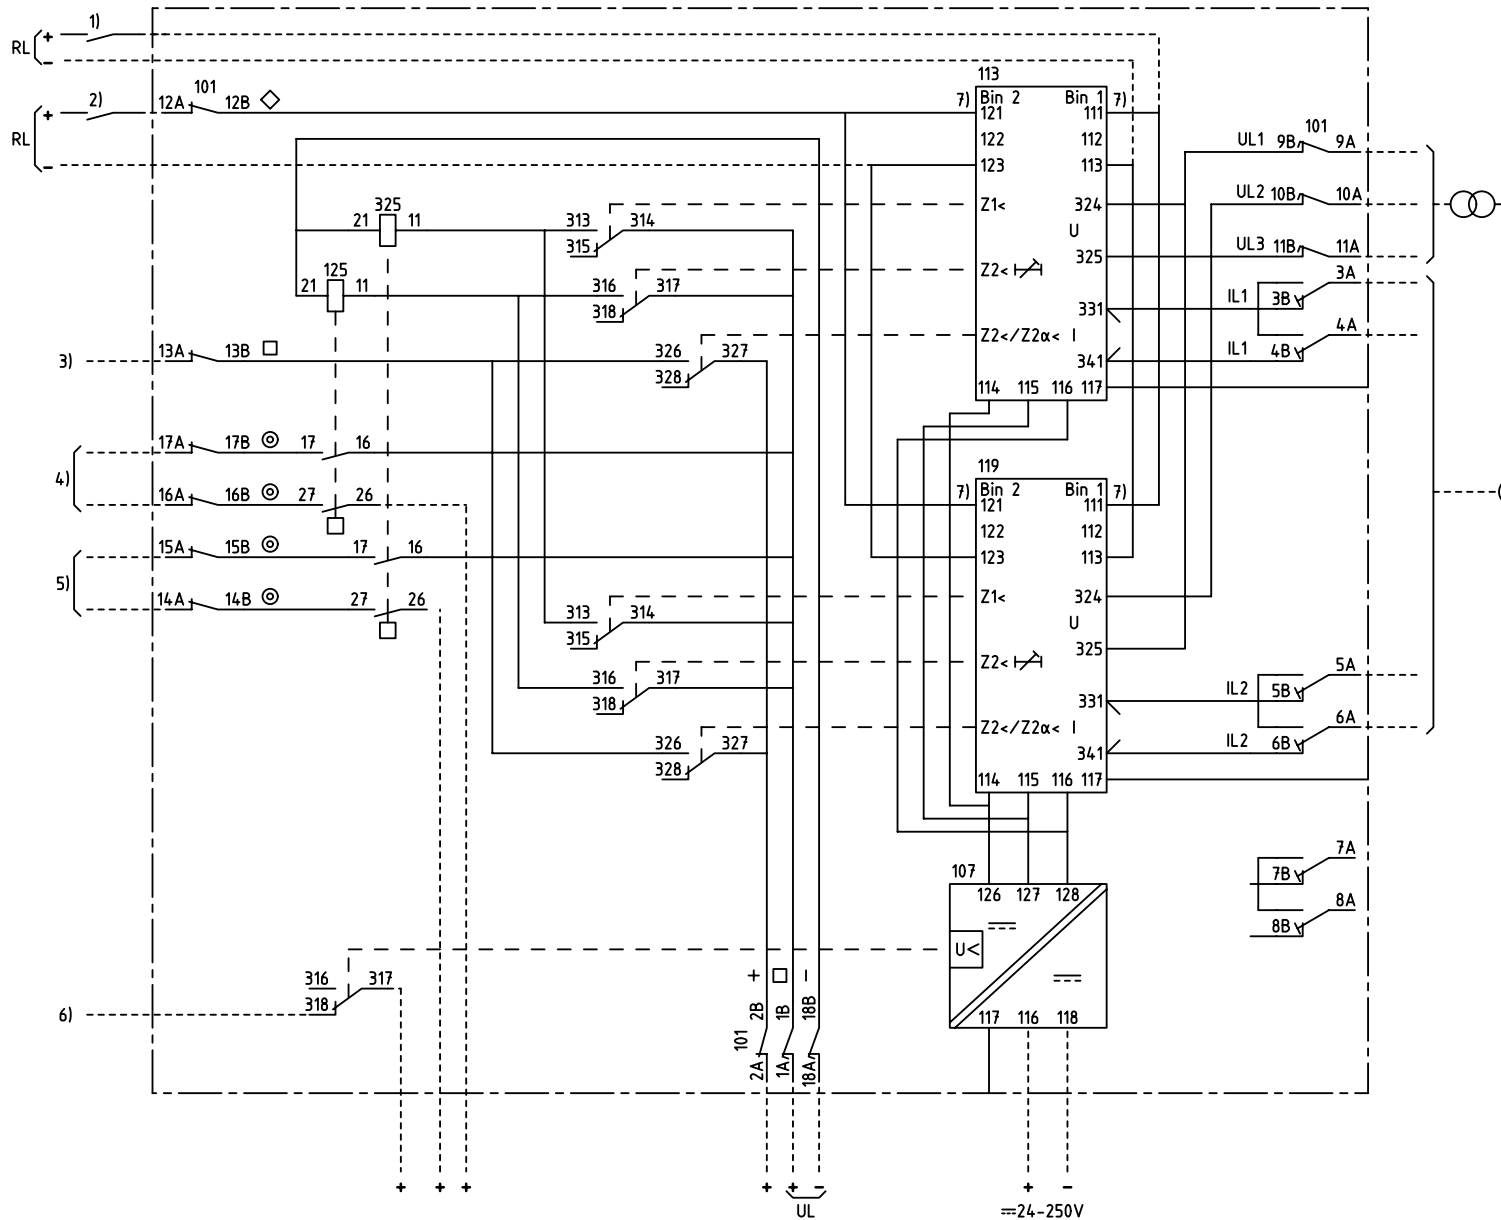 1)
RL + -
113
101
2)
12A 12B 7) Bin 2 Bin 1 7)
RL + -
121 111
122 112
UL1 9B 101 9A
123 113
325
Z1< 324
UL2 10B 10A
21 11 313 314
315
U
UL3 11B 11A
325
125
Z2<
3A
21 11 316 317
318
IL1 3B
331
4A
3) 13A 13B 326 327
328
Z2</Z2α< I
IL1 4B
341
114 115 116 117
17A 17B 17 16
4)
16A 16B 27 26
119
7) Bin 2 Bin 1 7)
121 111
122 112
15A 15B 17 16
123 113
5)
14A 14B 27 26
Z1< 324
313 314
315
U
325
Z2<
5A
316 317
318
IL2 5B
331
6A
Z2</Z2α< I
326 327
328
IL2 6B
341
114 115 116 117
7A
107
7B
126 127 128
8A
8B
U<
316 317
318
6)
+ -
2B 1B 18B
101
2A 1A 18A
117 116 118
+ + + + + - + -
UL
24-250V